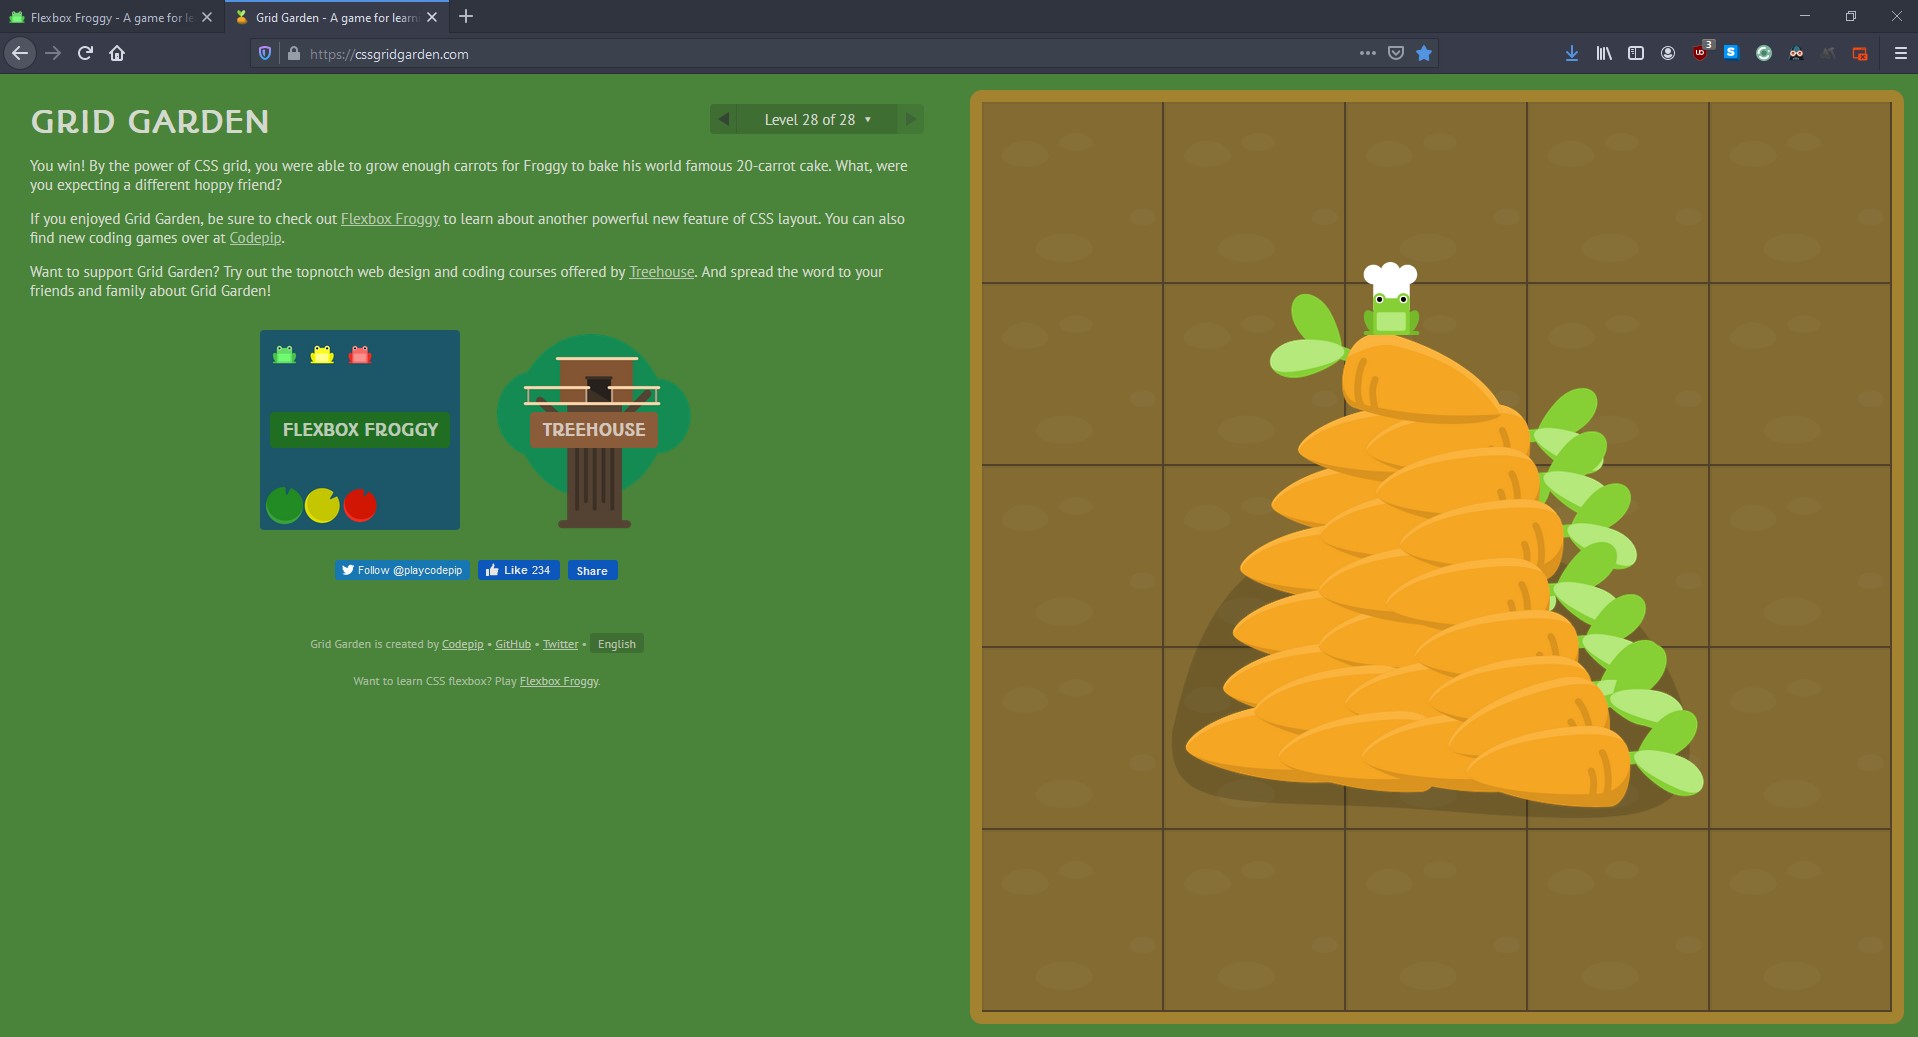 Flexbox Froggy - A game for le
Grid Garden - A game for learn
https://cssgridgarden.com
3
GRID GARDEN
Level 28 of 28
You win! By the power of CSS grid, you were able to grow enough carrots for Froggy to bake his world famous 20-carrot cake. What, were
you expecting a different hoppy friend?
If you enjoyed Grid Garden, be sure to check out Flexbox Froggy to learn about another powerful new feature of CSS layout. You can also
find new coding games over at Codepip.
Want to support Grid Garden? Try out the topnotch web design and coding courses offered by Treehouse. And spread the word to your
friends and family about Grid Garden!
FLEXBOX FROGGY
TREEHOUSE
Follow @playcodepip
Like 234
Share
Grid Garden is created by Codepip • GitHub • Twitter • English
Want to learn CSS flexbox? Play Flexbox Froggy.